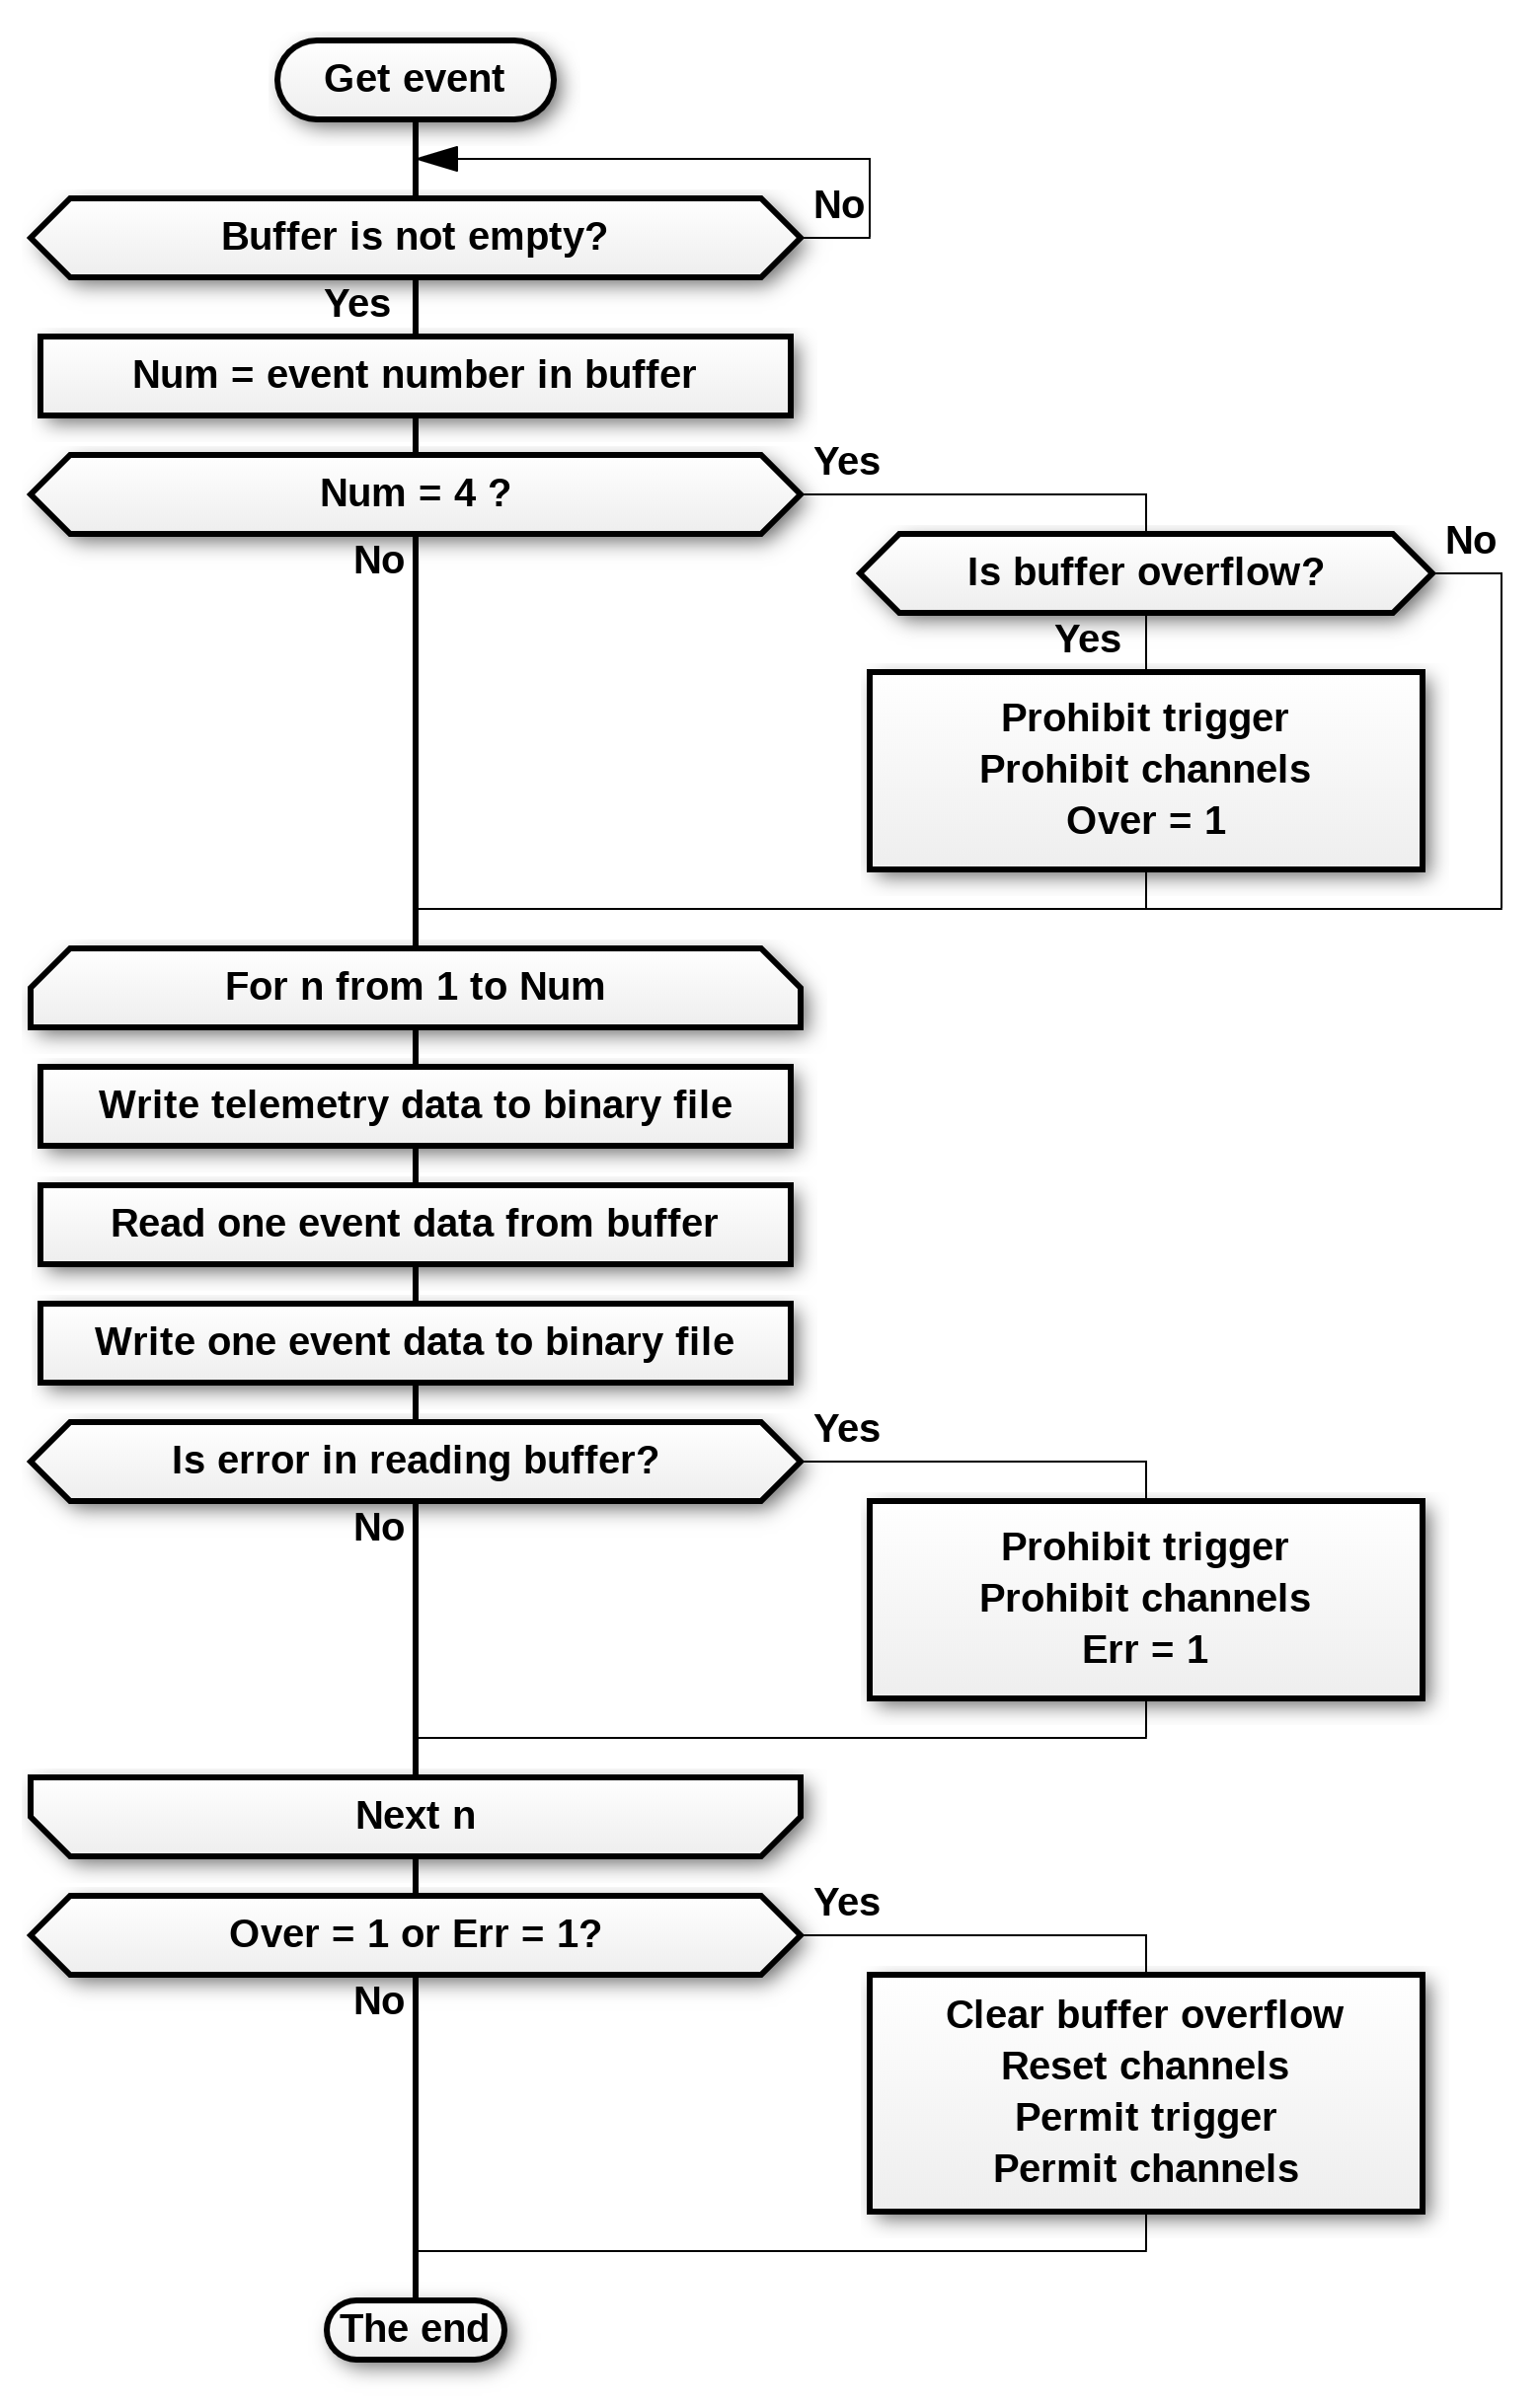 Get event
No
Buffer is not empty?
Yes
Num = event number in buffer
Yes
Num = 4 ?
No
Is buffer overflow?
No
Yes
Prohibit trigger
Prohibit channels
Over = 1
For n from 1 to Num
Write telemetry data to binary file
Read one event data from buffer
Write one event data to binary file
Yes
Is error in reading buffer?
No
Prohibit trigger
Prohibit channels
Err = 1
Next n
Yes
Over = 1 or Err = 1?
No
Clear buffer overflow
Reset channels
Permit trigger
Permit channels
The end